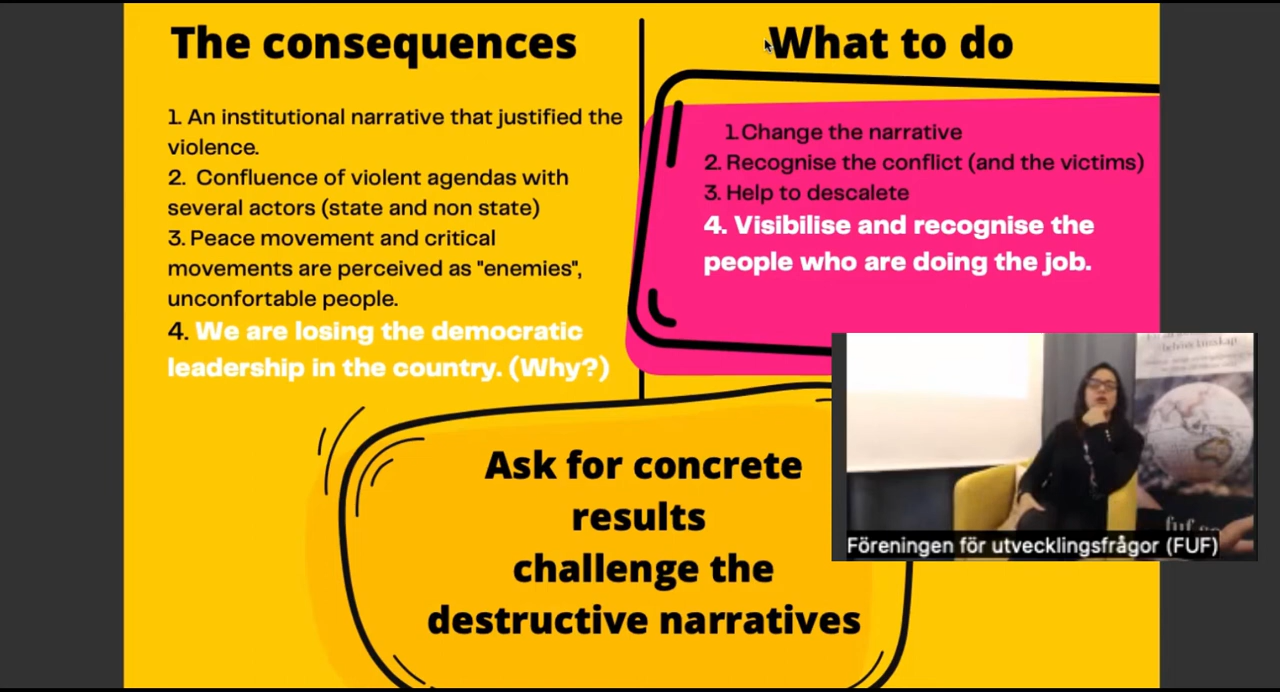 The consequences
1. An institutional narrative that justified the
violence.
2. Confluence of violent agendas with
several actors (state and non state)
3. Peace movement and critical
movements are perceived as "enemies",
unconfortable people.
4. We are losing the democratic
leadership in the country. (Why?)
What to do
1. Change the narrative
2. Recognise the conflict (and the victims)
3. Help to descalete
4. Visibilise and recognise the
people who are doing the job.
Ask for concrete
results
challenge the
destructive narratives
behövs kunskap
fuf.se
Föreningen för utvecklingsfrågor (FUF)